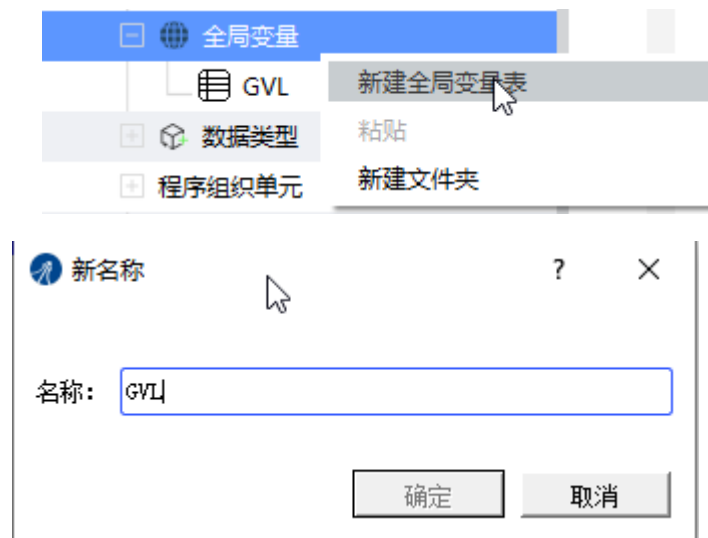 全局变量
GVL
新建全局变量表
数据类型
粘贴
程序组织单元
新建文件夹
新名称
?
名称：
GVL
确定
取消